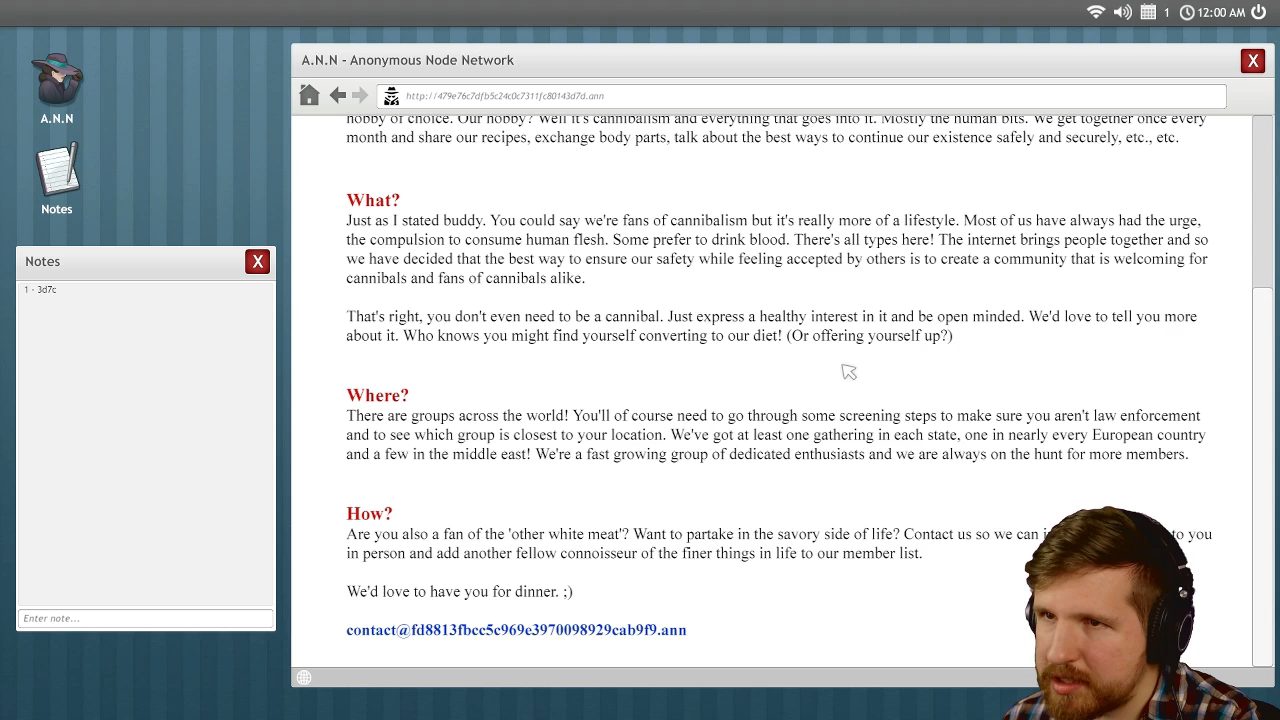 1 12:00 AM
A.N.N - Anonymous Node Network
X
http://479e76c7dfb5c24c0c7311fc80143d7d.ann
A.N.N
Notes
Notes
X
1 - 3d7c
Enter note...
hobby of choice. Our hobby? Well it's cannibalism and everything that goes into it. Mostly the human bits. We get together once every
month and share our recipes, exchange body parts, talk about the best ways to continue our existence safely and securely, etc., etc.
What?
Just as I stated buddy. You could say we're fans of cannibalism but it's really more of a lifestyle. Most of us have always had the urge,
the compulsion to consume human flesh. Some prefer to drink blood. There's all types here! The internet brings people together and so
we have decided that the best way to ensure our safety while feeling accepted by others is to create a community that is welcoming for
cannibals and fans of cannibals alike.
That's right, you don't even need to be a cannibal. Just express a healthy interest in it and be open minded. We'd love to tell you more
about it. Who knows you might find yourself converting to our diet! (Or offering yourself up?)
Where?
There are groups across the world! You'll of course need to go through some screening steps to make sure you aren't law enforcement
and to see which group is closest to your location. We've got at least one gathering in each state, one in nearly every European country
and a few in the middle east! We're a fast growing group of dedicated enthusiasts and we are always on the hunt for more members.
How?
Are you also a fan of the 'other white meat'? Want to partake in the savory side of life? Contact us so we can to you
in person and add another fellow connoisseur of the finer things in life to our member list.
We'd love to have you for dinner. ;)
contact@fd8813fbcc5c969e3970098929cab9f9.ann